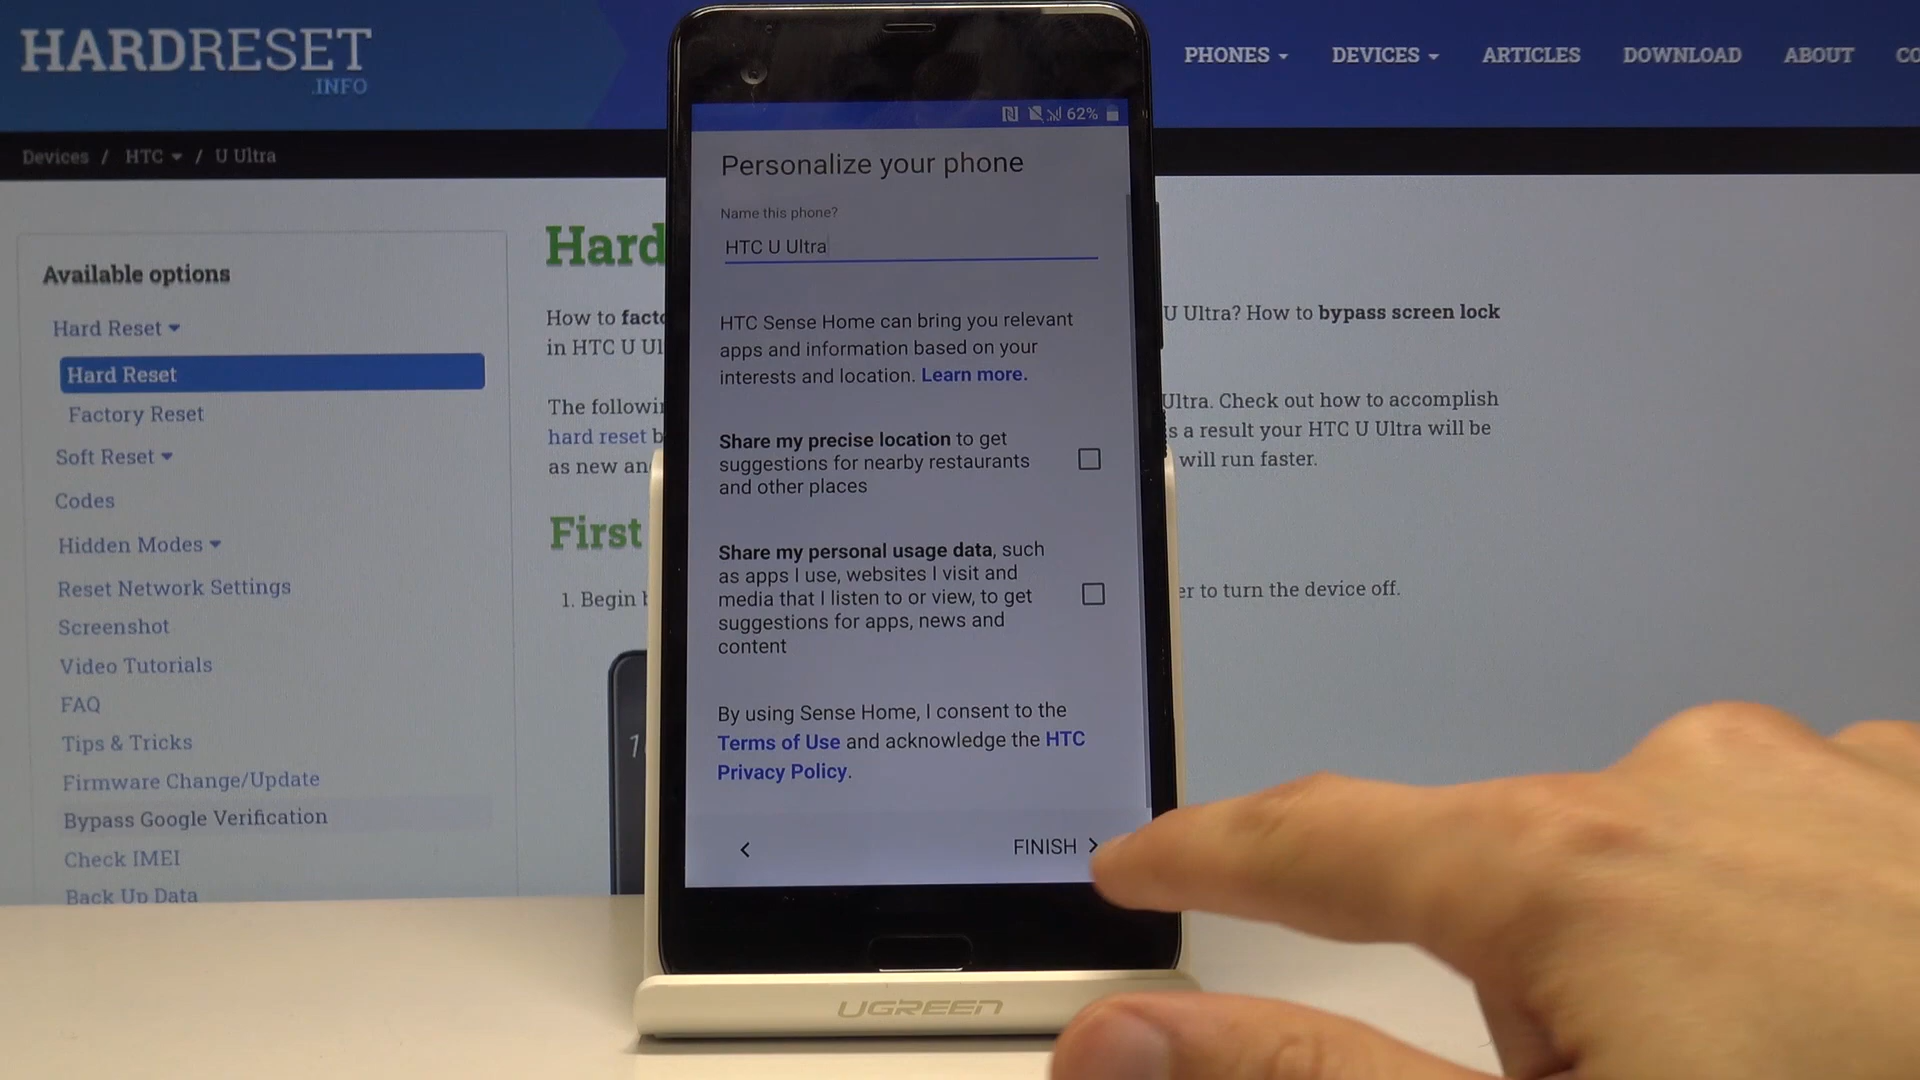 HARDRESET
.INFO
PHONES
DEVICES
ARTICLES
DOWNLOAD
ABOUT
CO
Devices / HTC / U Ultra
Available options
Hard Reset
Hard Reset
Factory Reset
Soft Reset
Codes
Hidden Modes
Reset Network Settings
Screenshot
Video Tutorials
FAQ
Tips & Tricks
Firmware Change/Update
Bypass Google Verification
Check IMEI
Back Up Data
Hard
How to facto
in HTC U Ul
The followin
hard reset b
as new an
First
1. Begin b
U Ultra? How to bypass screen lock
Ultra. Check out how to accomplish
s a result your HTC U Ultra will be
will run faster.
er to turn the device off.
62%
Personalize your phone
Name this phone?
HTC U Ultra
HTC Sense Home can bring you relevant
apps and information based on your
interests and location. Learn more.
Share my precise location to get
suggestions for nearby restaurants
and other places
Share my personal usage data, such
as apps I use, websites I visit and
media that I listen to or view, to get
suggestions for apps, news and
content
By using Sense Home, I consent to the
Terms of Use and acknowledge the HTC
Privacy Policy.
< FINISH >
UGREEN